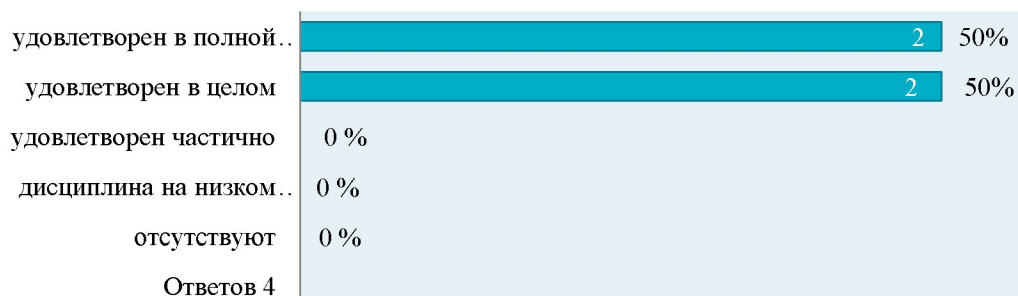 удовлетворен в полной.. 2 50%
удовлетворен в целом 2 50%
удовлетворен частично 0 %
дисциплина на низком.. 0 %
отсутствуют 0 %
Ответов 4